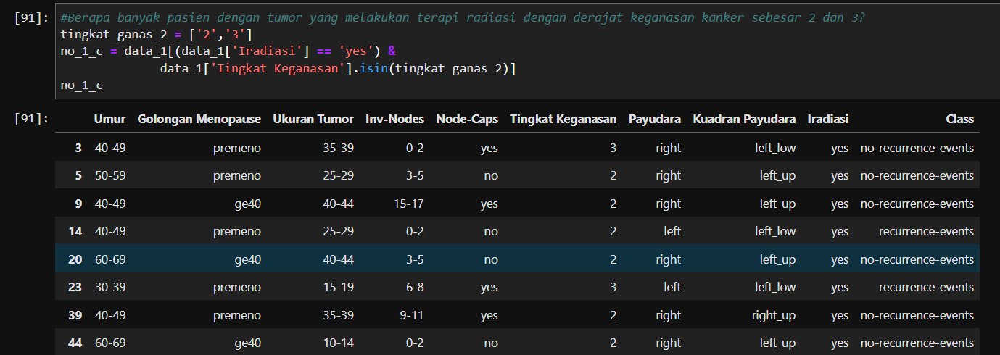 [91]: #Berapa banyak pasien dengan tumor yang melakukan terapi radiasi dengan derajat keganasan kanker sebesar 2 dan 3?
tingkat_ganas_2 = ['2','3']
no_1_c = data_1[(data_1['Iradiasi'] == 'yes') &
data_1['Tingkat Keganasan'].isin(tingkat_ganas_2)]
no_1_c
[91]: Umur Golongan Menopause Ukuran Tumor Inv-Nodes Node-Caps Tingkat Keganasan Payudara Kuadran Payudara Iradiasi Class
3 40-49 premeno 35-39 0-2 yes 3 right left_low yes no-recurrence-events
5 50-59 premeno 25-29 3-5 no 2 right left_up yes no-recurrence-events
9 40-49 ge40 40-44 15-17 yes 2 right left_up yes no-recurrence-events
14 40-49 premeno 25-29 0-2 no 2 left left_low yes recurrence-events
20 60-69 ge40 40-44 3-5 no 2 right left_up yes no-recurrence-events
23 30-39 premeno 15-19 6-8 yes 3 left left_low yes recurrence-events
39 40-49 premeno 35-39 9-11 yes 2 right right_up yes no-recurrence-events
44 60-69 ge40 10-14 0-2 no 2 right left_up yes no-recurrence-events